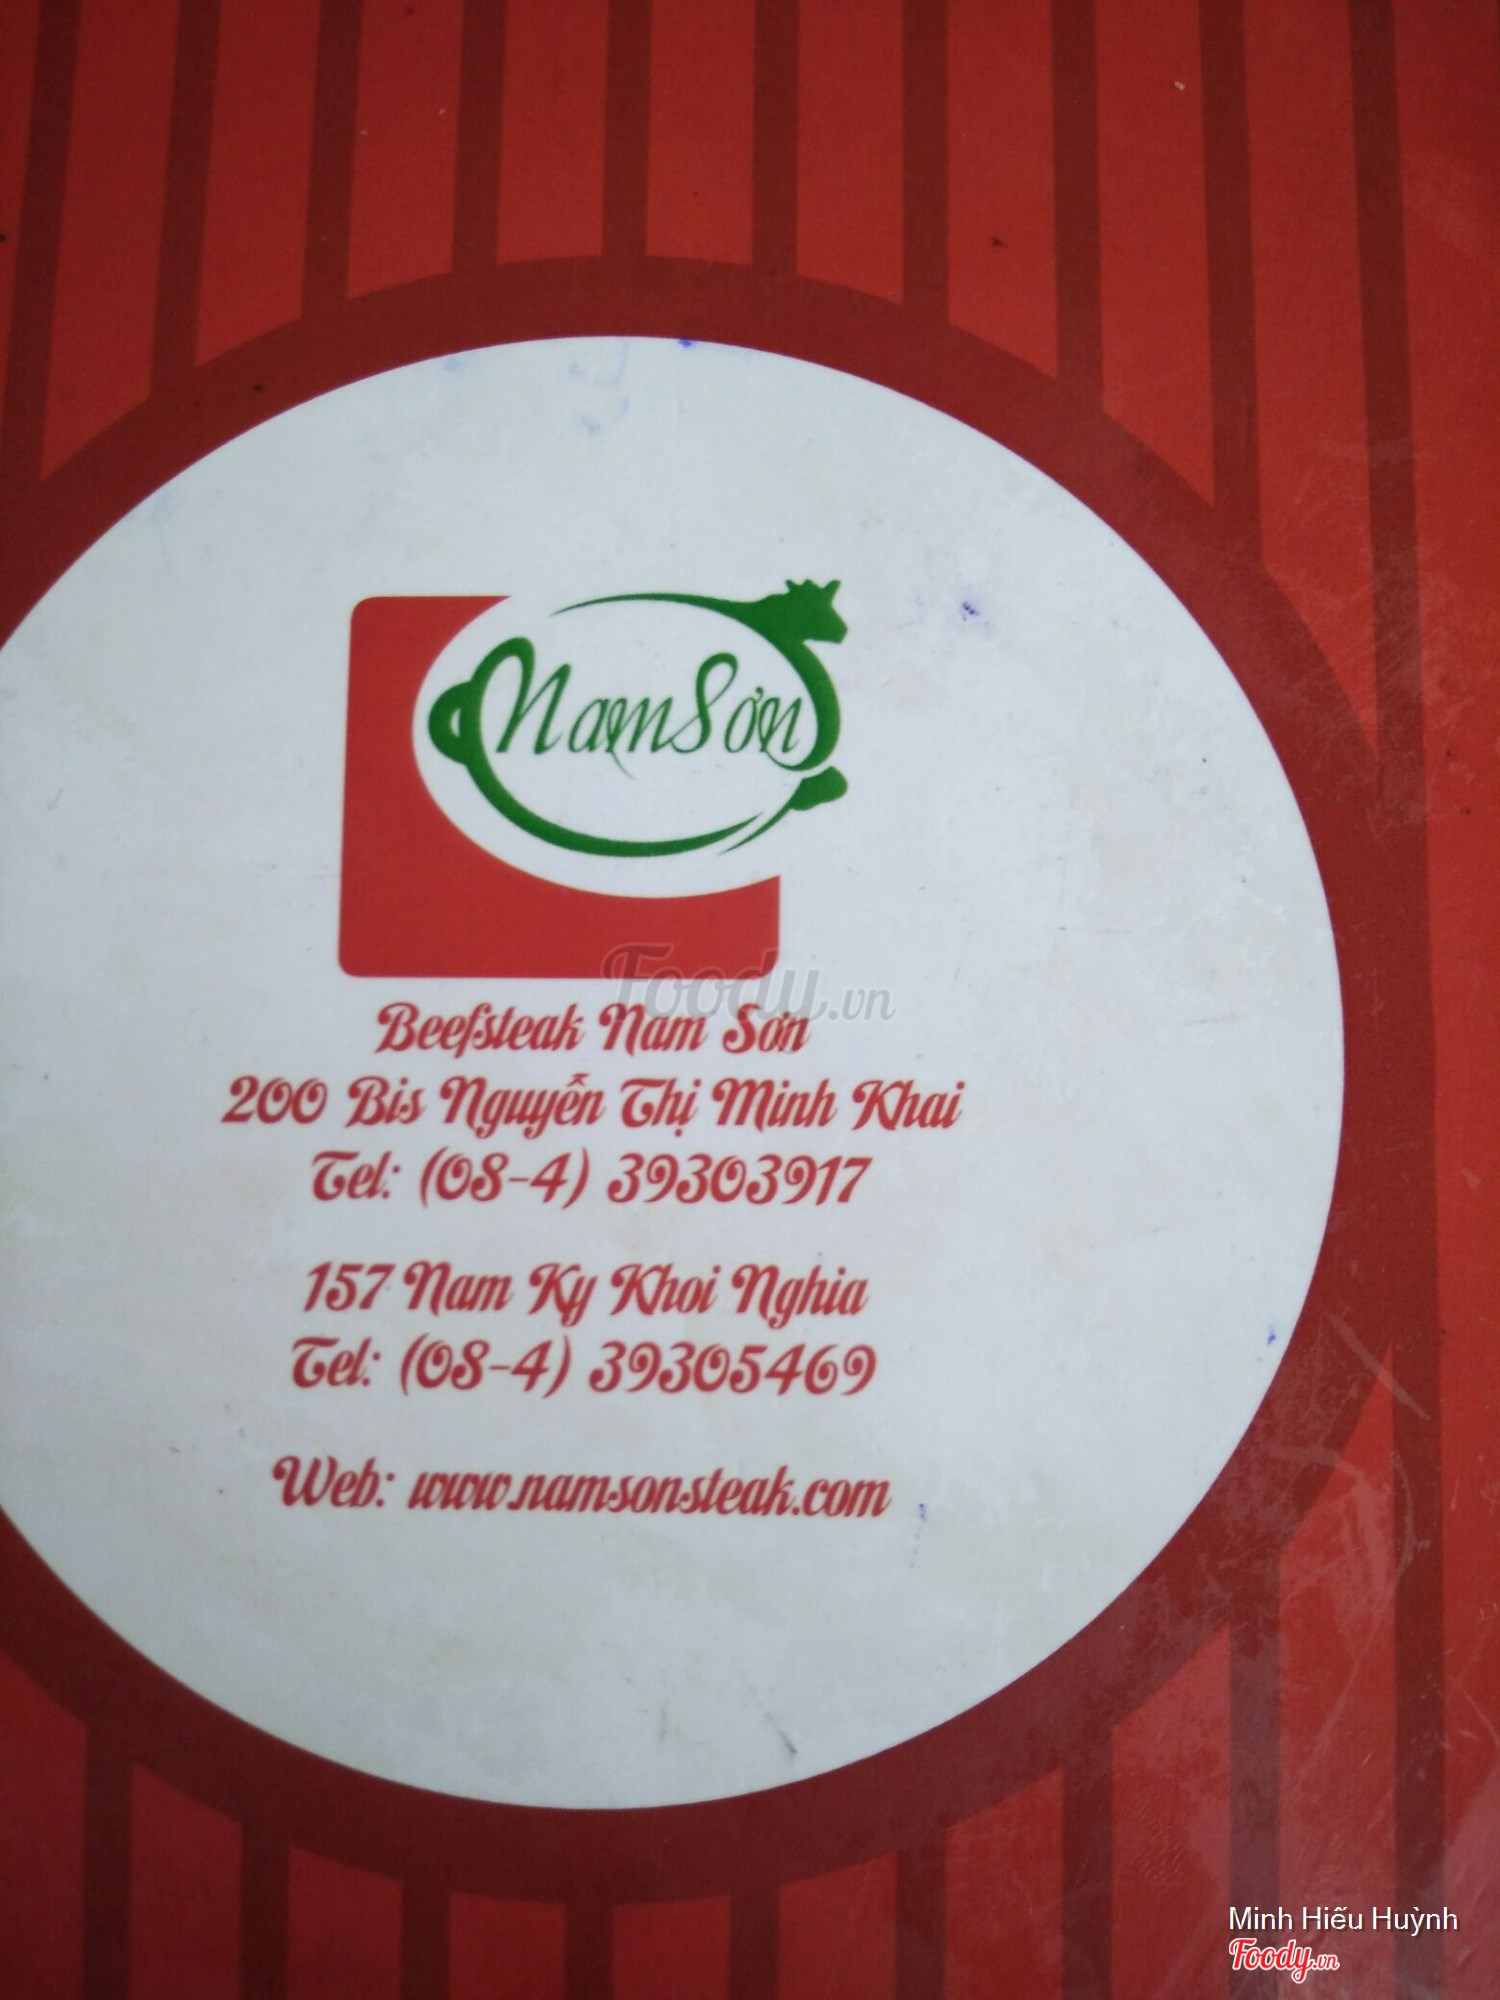 Nam Sơn
Foody.vn
Beefsteak Nam Sơn
200 Bis Nguyễn Thị Minh Khai
Tel: (08-4) 39303917
157 Nam Ky Khoi Nghia
Tel: (08-4) 39305469
Web: www.namsonsteak.com
Minh Hiếu Huỳnh
Foody.vn